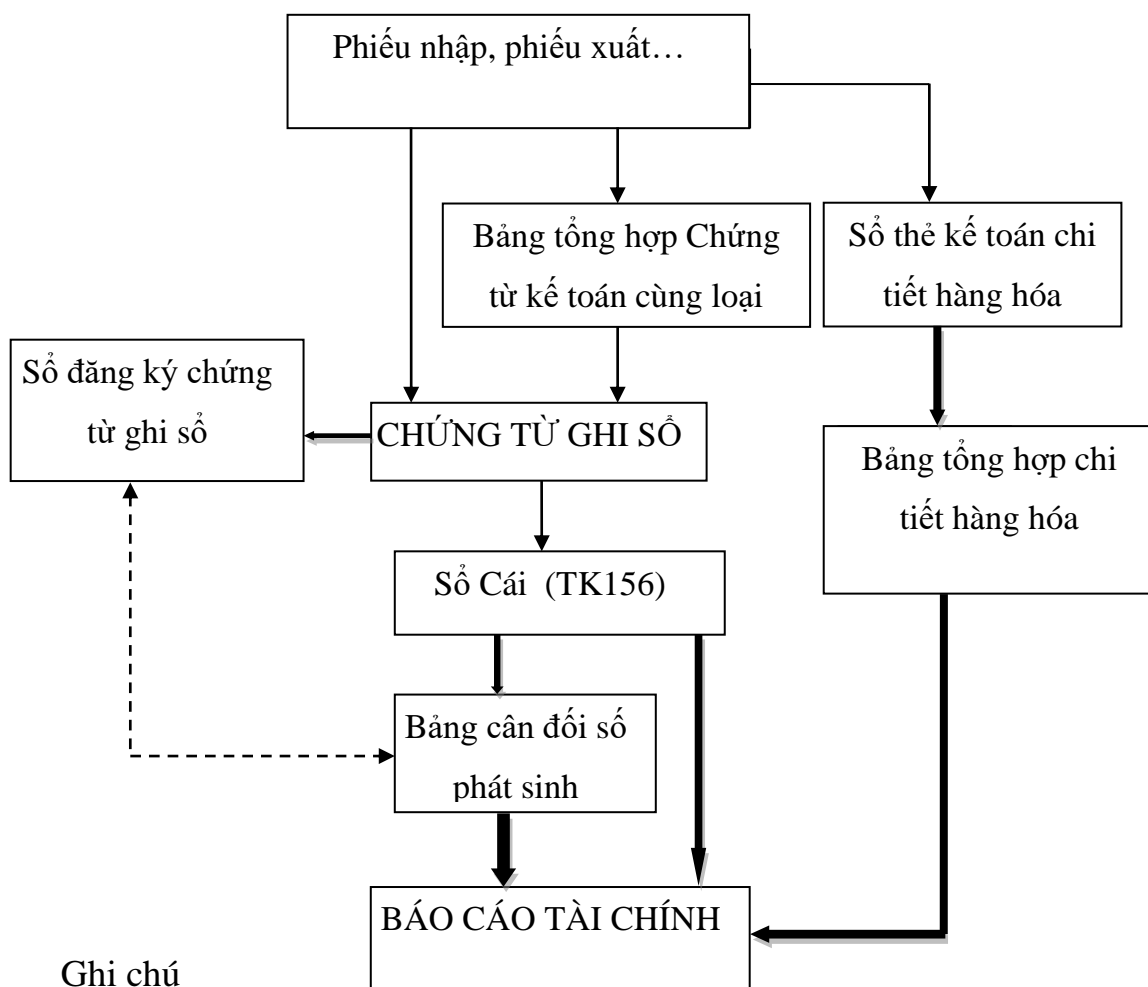 Phiếu nhập, phiếu xuất…
Bảng tổng hợp Chứng
từ kế toán cùng loại
Sổ thẻ kế toán chi
tiết hàng hóa
Sổ đăng ký chứng
từ ghi sổ
CHỨNG TỪ GHI SỔ
Bảng tổng hợp chi
tiết hàng hóa
Sổ Cái (TK156)
Bảng cân đối số
phát sinh
BÁO CÁO TÀI CHÍNH
Ghi chú